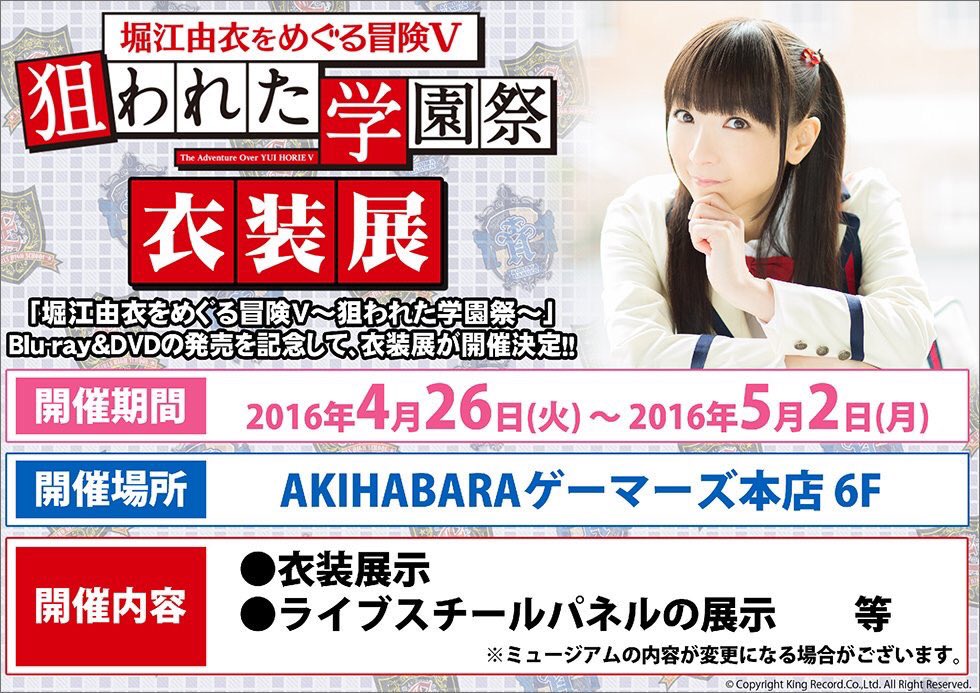 堀江由衣をめぐる冒険Ⅴ
狙われた学園祭
The Adventure Over YUI HORIE V
衣装展
「堀江由衣をめぐる冒険Ⅴ～狙われた学園祭～」
Blu-ray&DVDの発売を記念して、衣装展が開催決定!!
開催期間
2016年4月26日(火)～2016年5月2日(月)
開催場所
AKIHABARAゲーマーズ本店 6F
開催内容
●衣装展示
●ライブスチールパネルの展示　等
※ミュージアムの内容が変更になる場合がございます。
© Copyright King Record.Co.,Ltd. All Right Reserved.